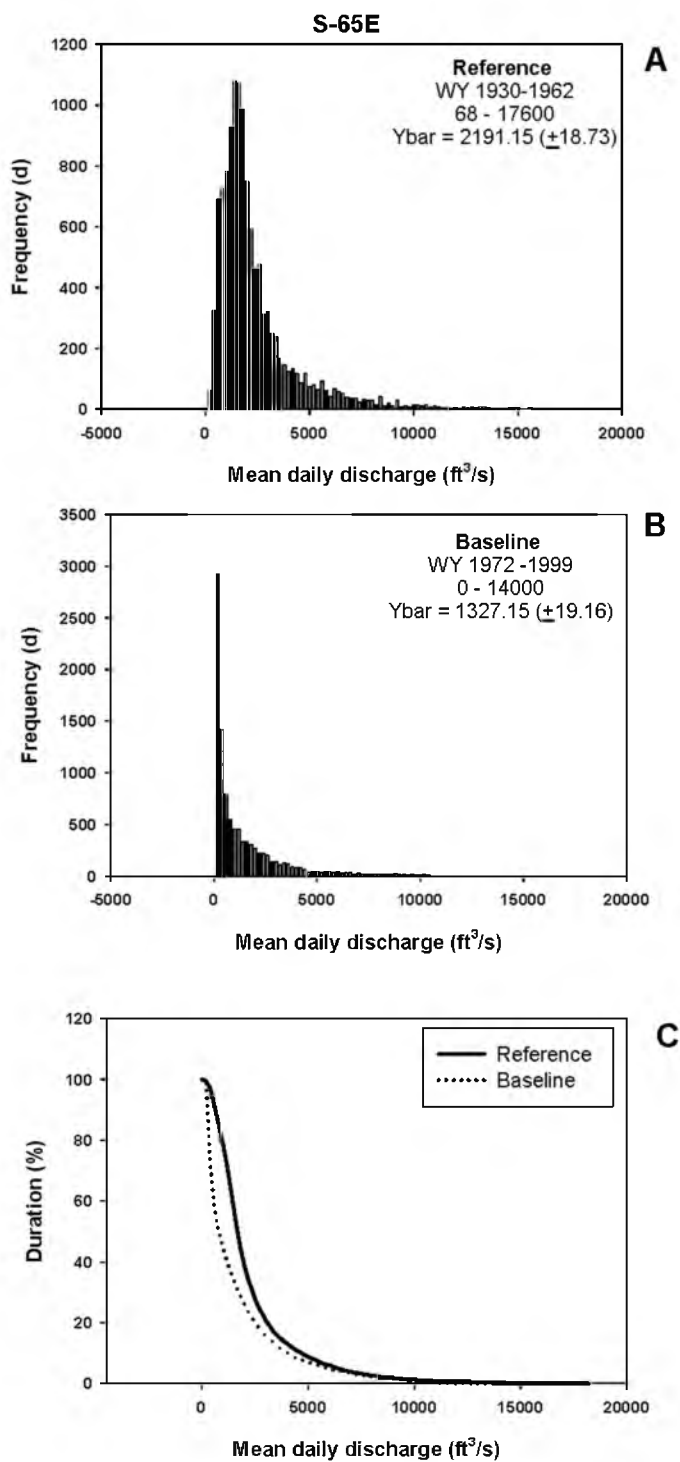 S-65E
A
1200
1000
800
600
400
200
0
Frequency (d)
Reference
WY 1930-1962
68 - 17600
Ybar = 2191.15 (±18.73)
-5000 0 5000 10000 15000 20000
Mean daily discharge (ft³/s)
B
3500
3000
2500
2000
1500
1000
500
0
Frequency (d)
Baseline
WY 1972 -1999
0 - 14000
Ybar = 1327.15 (±19.16)
-5000 0 5000 10000 15000 20000
Mean daily discharge (ft³/s)
C
120
100
80
60
40
20
0
Duration (%)
Reference
Baseline
-5000 0 5000 10000 15000 20000
Mean daily discharge (ft³/s)